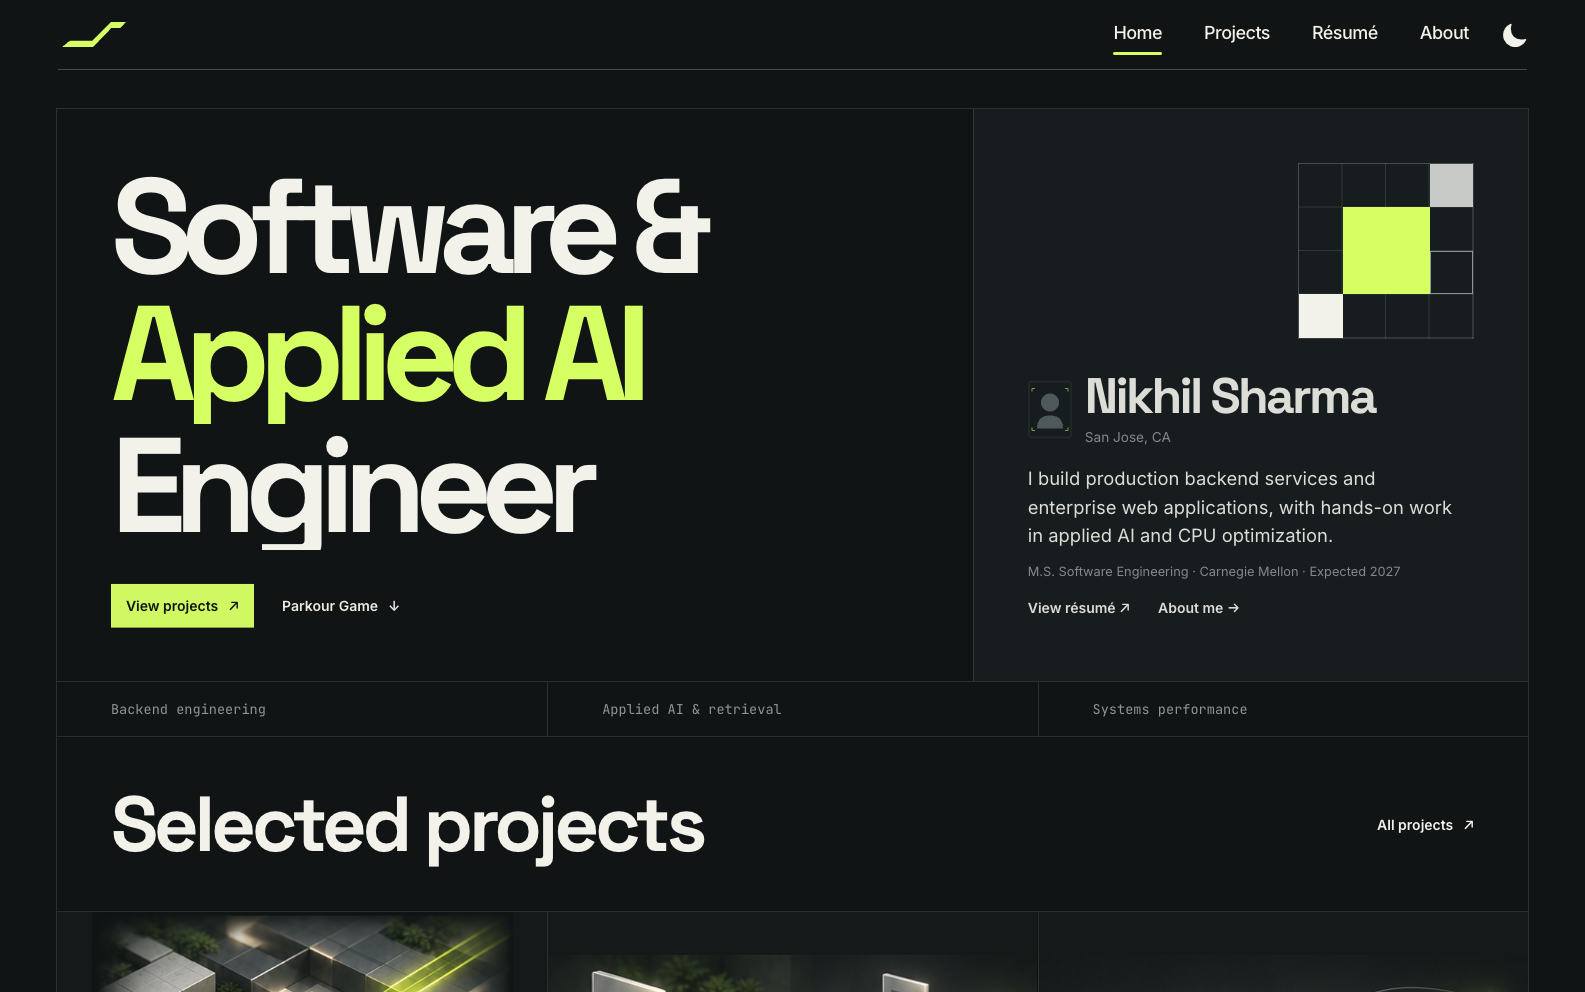 Home
Projects
Résumé
About
Software &
Applied AI
Engineer
View projects ↗
Parkour Game ↓
Nikhil Sharma
San Jose, CA
I build production backend services and
enterprise web applications, with hands-on work
in applied AI and CPU optimization.
M.S. Software Engineering · Carnegie Mellon · Expected 2027
View résumé ↗
About me →
Backend engineering
Applied AI & retrieval
Systems performance
Selected projects
All projects ↗